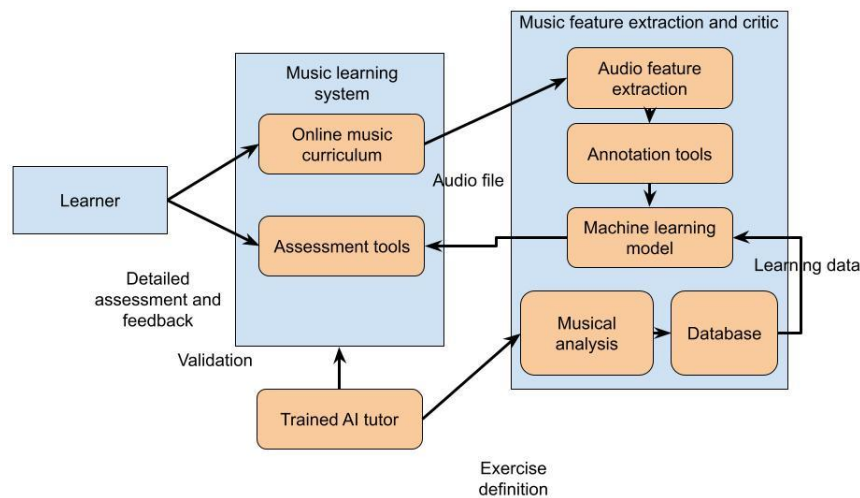 Music feature extraction and critic
Music learning
system
Audio feature
extraction
Online music
curriculum
Annotation tools
Audio file
Learner
Machine learning
model
Assessment tools
Learning data
Detailed
assessment and
feedback
Musical
analysis
Database
Validation
Trained AI tutor
Exercise
definition